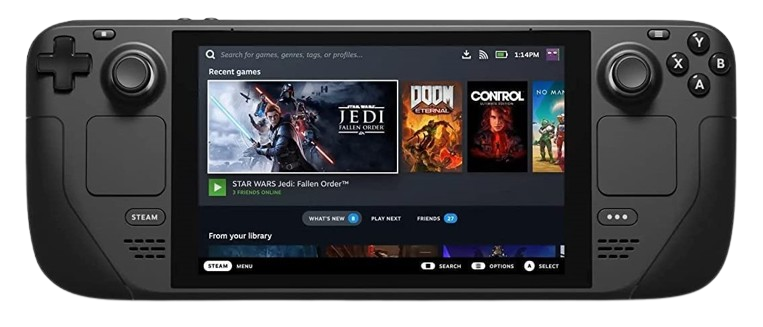 Search for games, genres, tags, or profiles...
1:14PM
Recent games
STAR WARS
JEDI
FALLEN ORDER
DOOM
ETERNAL
CONTROL
ULTIMATE EDITION
NO MAN
STAR WARS Jedi: Fallen Order™
3 FRIENDS ONLINE
WHAT'S NEW 8 PLAY NEXT FRIENDS 27
From your library
STEAM MENU
SEARCH OPTIONS A SELECT
STEAM
Y
X B
A